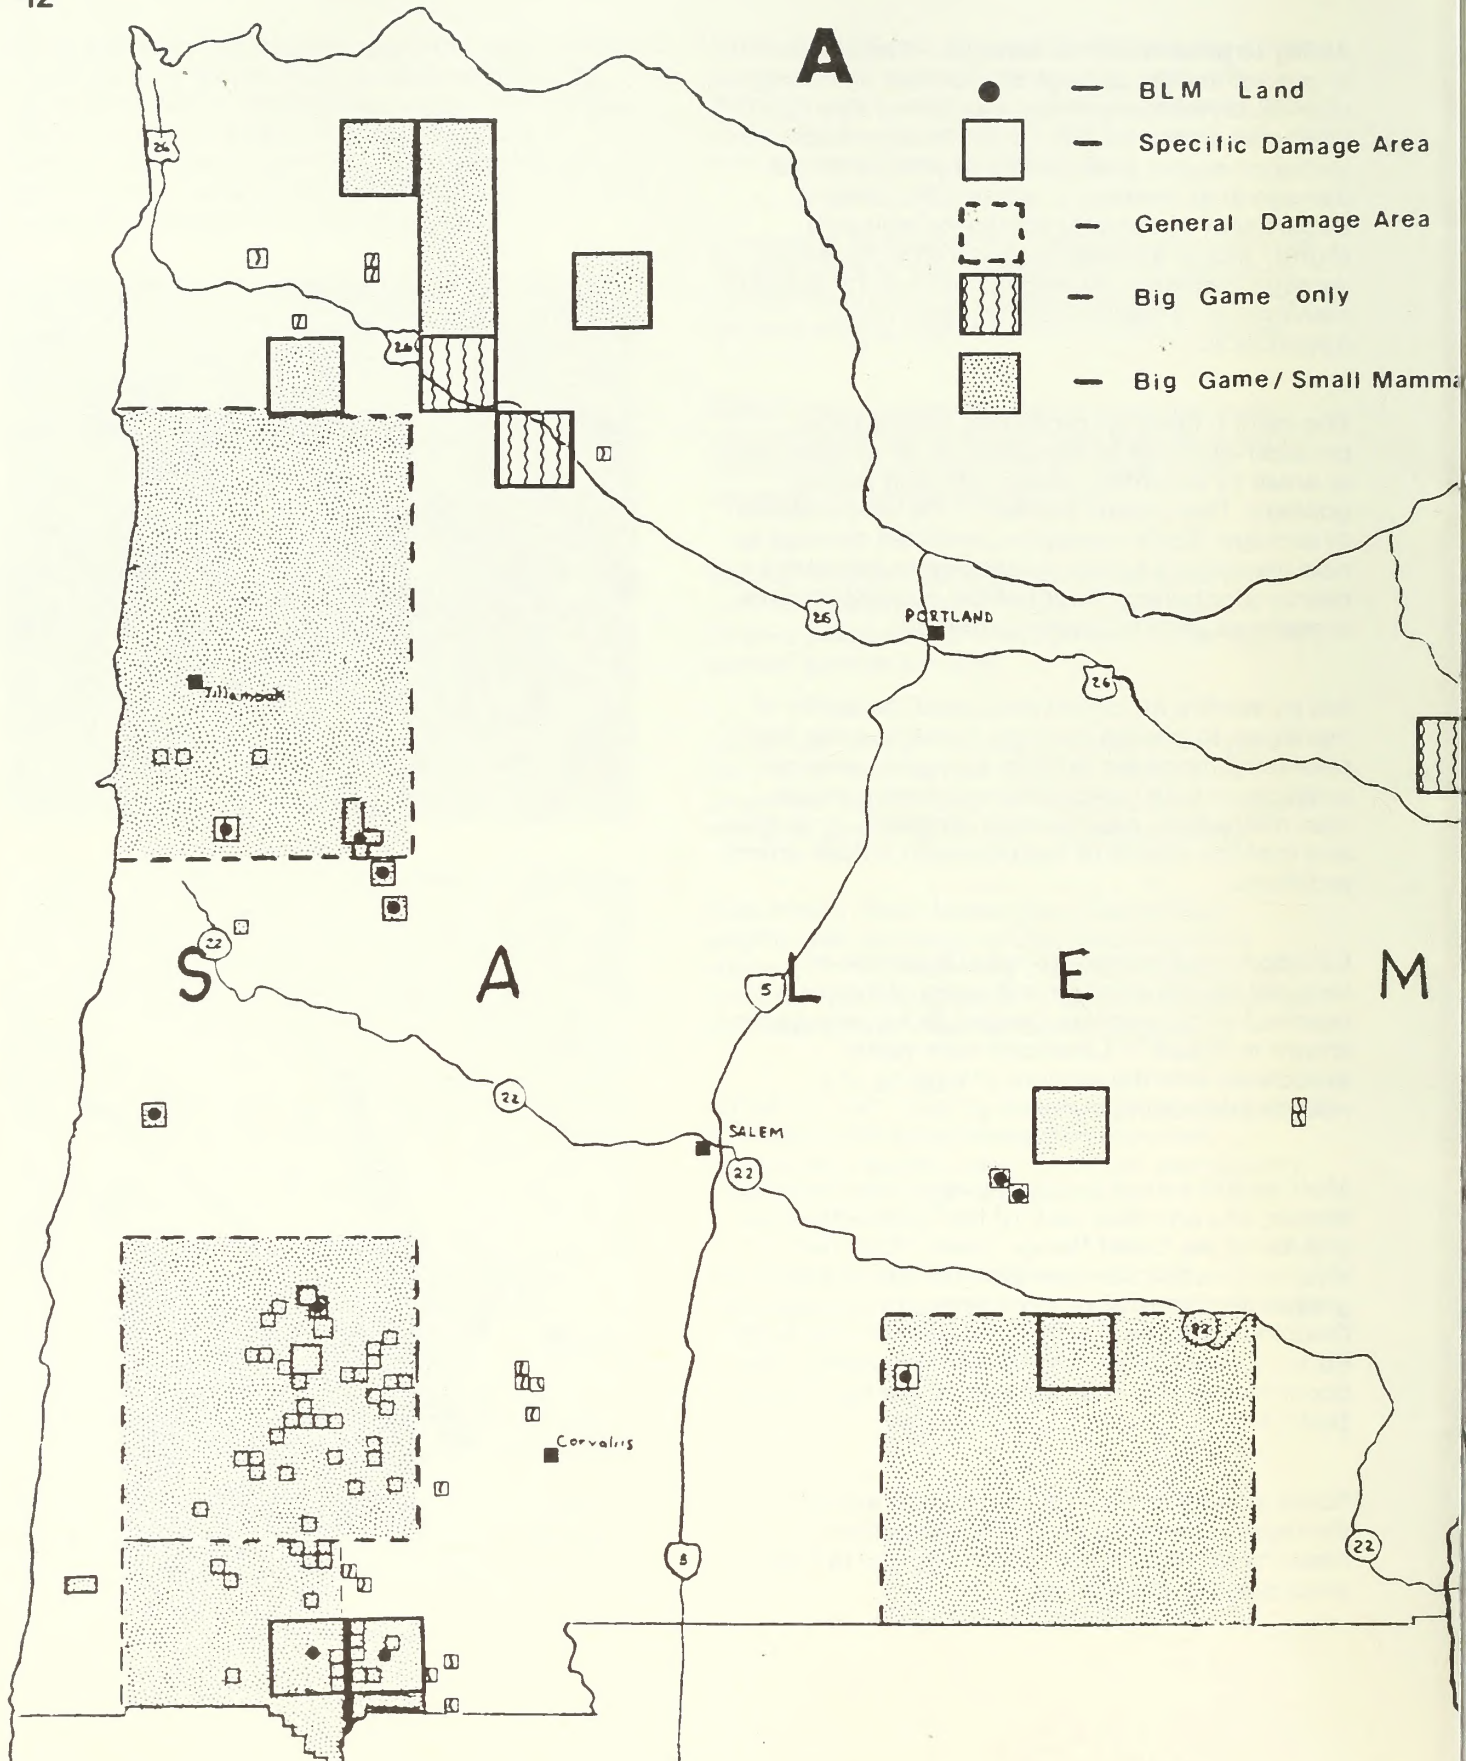 12
A
BLM Land
Specific Damage Area
26
General Damage Area
Big Game only
26
Big Game/Small Mamma
26
PORTLAND
Tillamook
26
22
S A L E M
5
22
SALEM
22
22
Corvallis
5
22